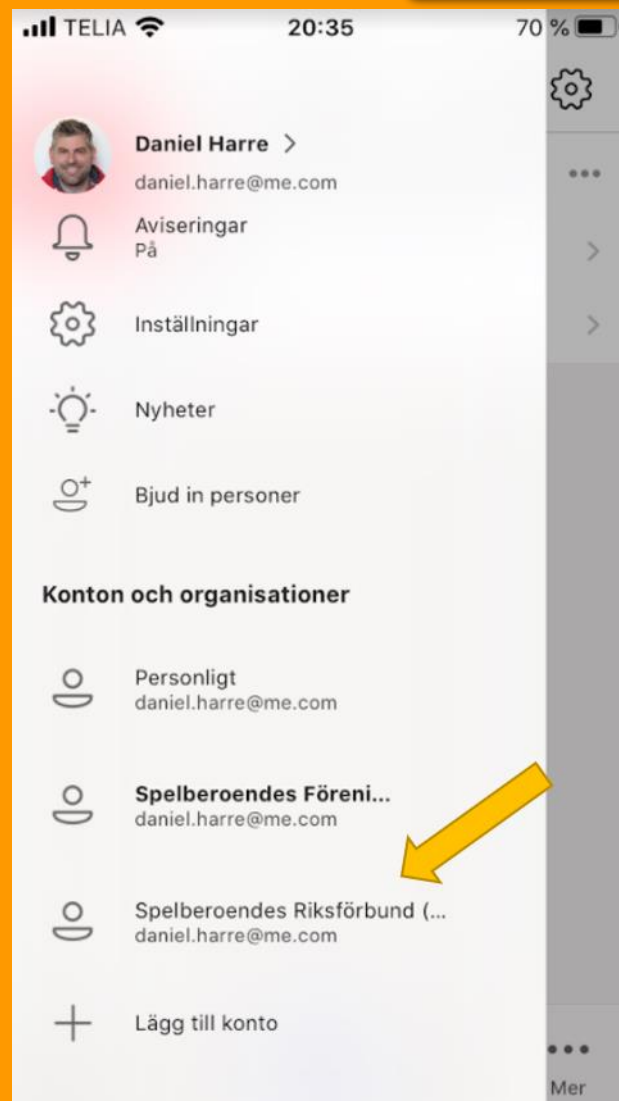 TELIA 20:35 70 %
Daniel Harre
daniel.harre@me.com
Aviseringar
På
Inställningar
Nyheter
Bjud in personer
Konton och organisationer
Personligt
daniel.harre@me.com
Spelberoendes Föreni...
daniel.harre@me.com
Spelberoendes Riksförbund (...
daniel.harre@me.com
Lägg till konto
Mer